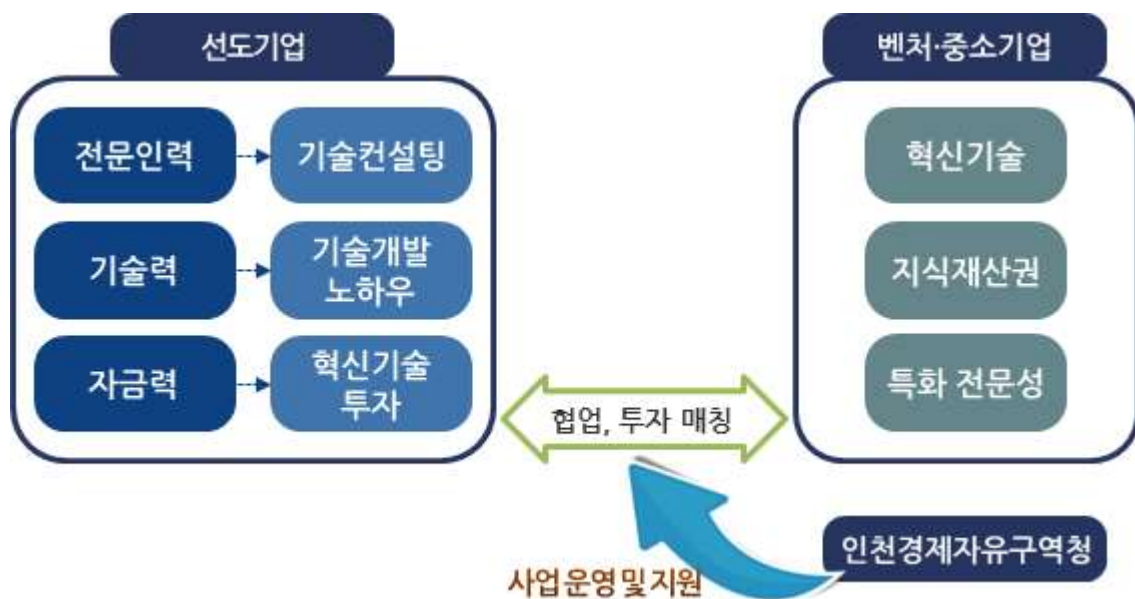 선도기업
전문인력
기술컨설팅
기술력
기술개발
노하우
자금력
혁신기술
투자
협업, 투자 매칭
벤처·중소기업
혁신기술
지식재산권
특화 전문성
인천경제자유구역청
사업 운영 및 지원